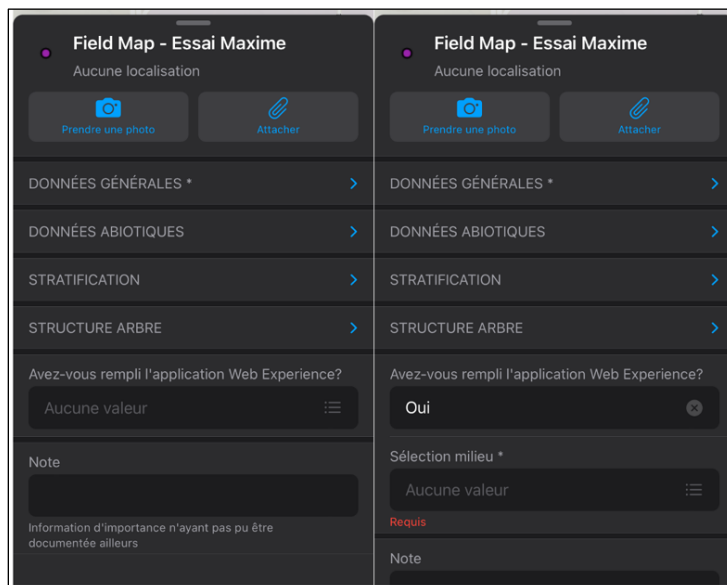 Field Map - Essai Maxime
Aucune localisation
Prendre une photo
Attacher
DONNÉES GÉNÉRALES *
DONNÉES ABIOTIQUES
STRATIFICATION
STRUCTURE ARBRE
Avez-vous rempli l'application Web Experience?
Aucune valeur
Note
Information d'importance n'ayant pas pu être
documentée ailleurs
Field Map - Essai Maxime
Aucune localisation
Prendre une photo
Attacher
DONNÉES GÉNÉRALES *
DONNÉES ABIOTIQUES
STRATIFICATION
STRUCTURE ARBRE
Avez-vous rempli l'application Web Experience?
Oui
Sélection milieu *
Aucune valeur
Requis
Note